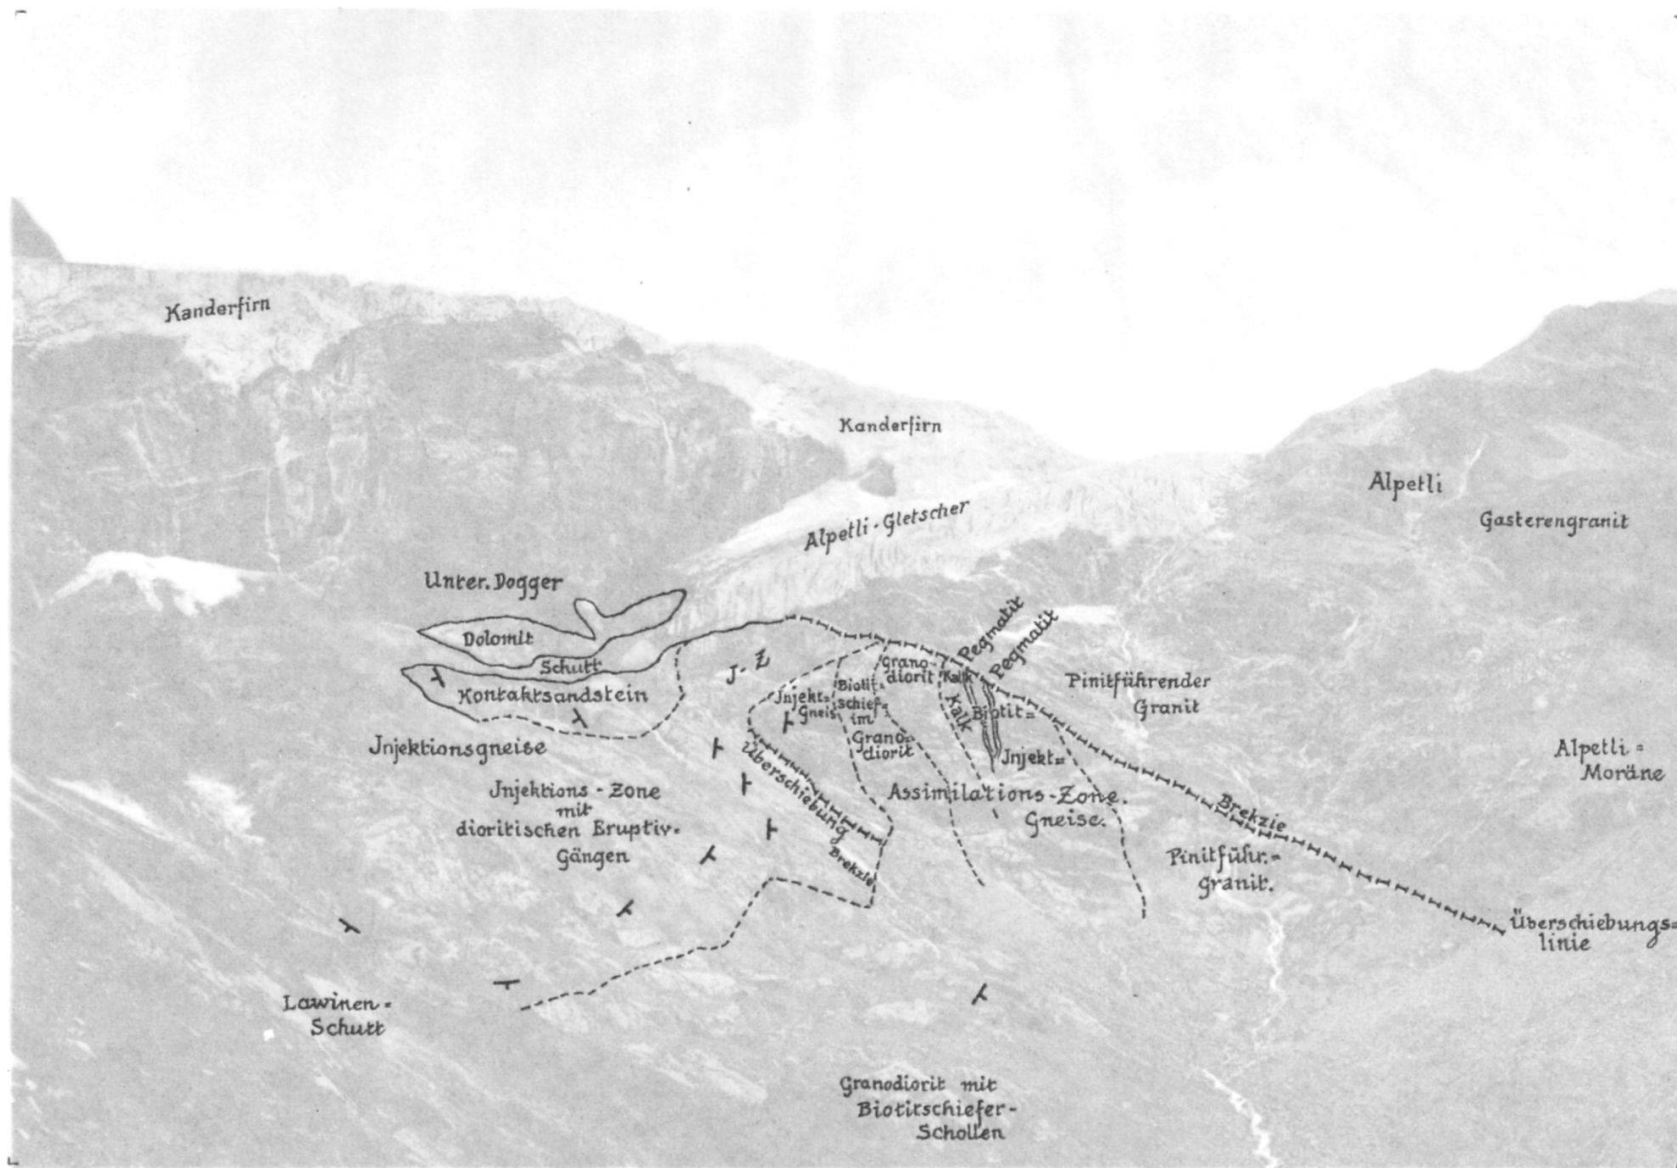 Kanderfirn
Kanderfirn
Alpetli
Gasterengranit
Alpetli-Gletscher
Unter. Dogger
Dolomit
Schutt
Kontaktsandstein
J-Z
Injektionsgneise
Injektions-Zone
mit
dioritischen Eruptiv-
Gängen
Injekt=
Gneis
Biotit=
schief=
im
Grano=
diorit
Grano-
diorit
Kalk
Kalk
Pegmatit
Pegmatit
Biotit=
Injekt=
Assimilations-Zone.
Gneise.
Pinitführender
Granit
Alpetli=
Moräne
Überschiebung
Brekzie
Brekzie
Pinitführ.=
Granit.
Überschiebungs=
linie
Lawinen-
Schutt
Granodiorit mit
Biotitschiefer-
Schollen